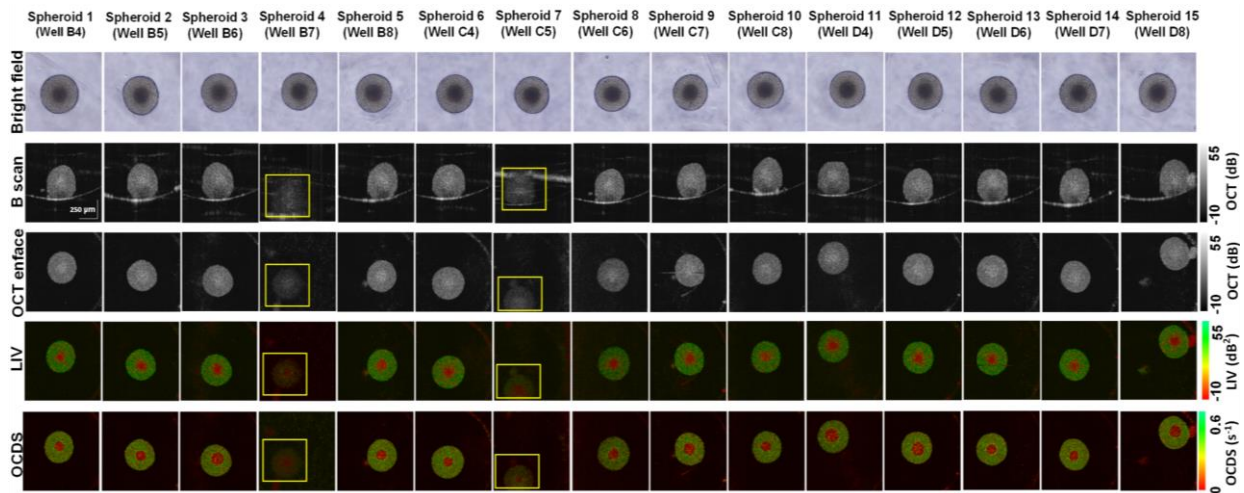 Spheroid 1 Spheroid 2 Spheroid 3 Spheroid 4 Spheroid 5 Spheroid 6 Spheroid 7 Spheroid 8 Spheroid 9 Spheroid 10 Spheroid 11 Spheroid 12 Spheroid 13 Spheroid 14 Spheroid 15
(Well B4) (Well B5) (Well B6) (Well B7) (Well B8) (Well C4) (Well C5) (Well C6) (Well C7) (Well C8) (Well D4) (Well D5) (Well D6) (Well D7) (Well D8)
Bright field
B scan
250 µm
-10 55
OCT (dB)
OCT enface
-10 55
OCT (dB)
LIV
-10 55
LIV (dB²)
OCDS
0 0.6
OCDS (s⁻¹)